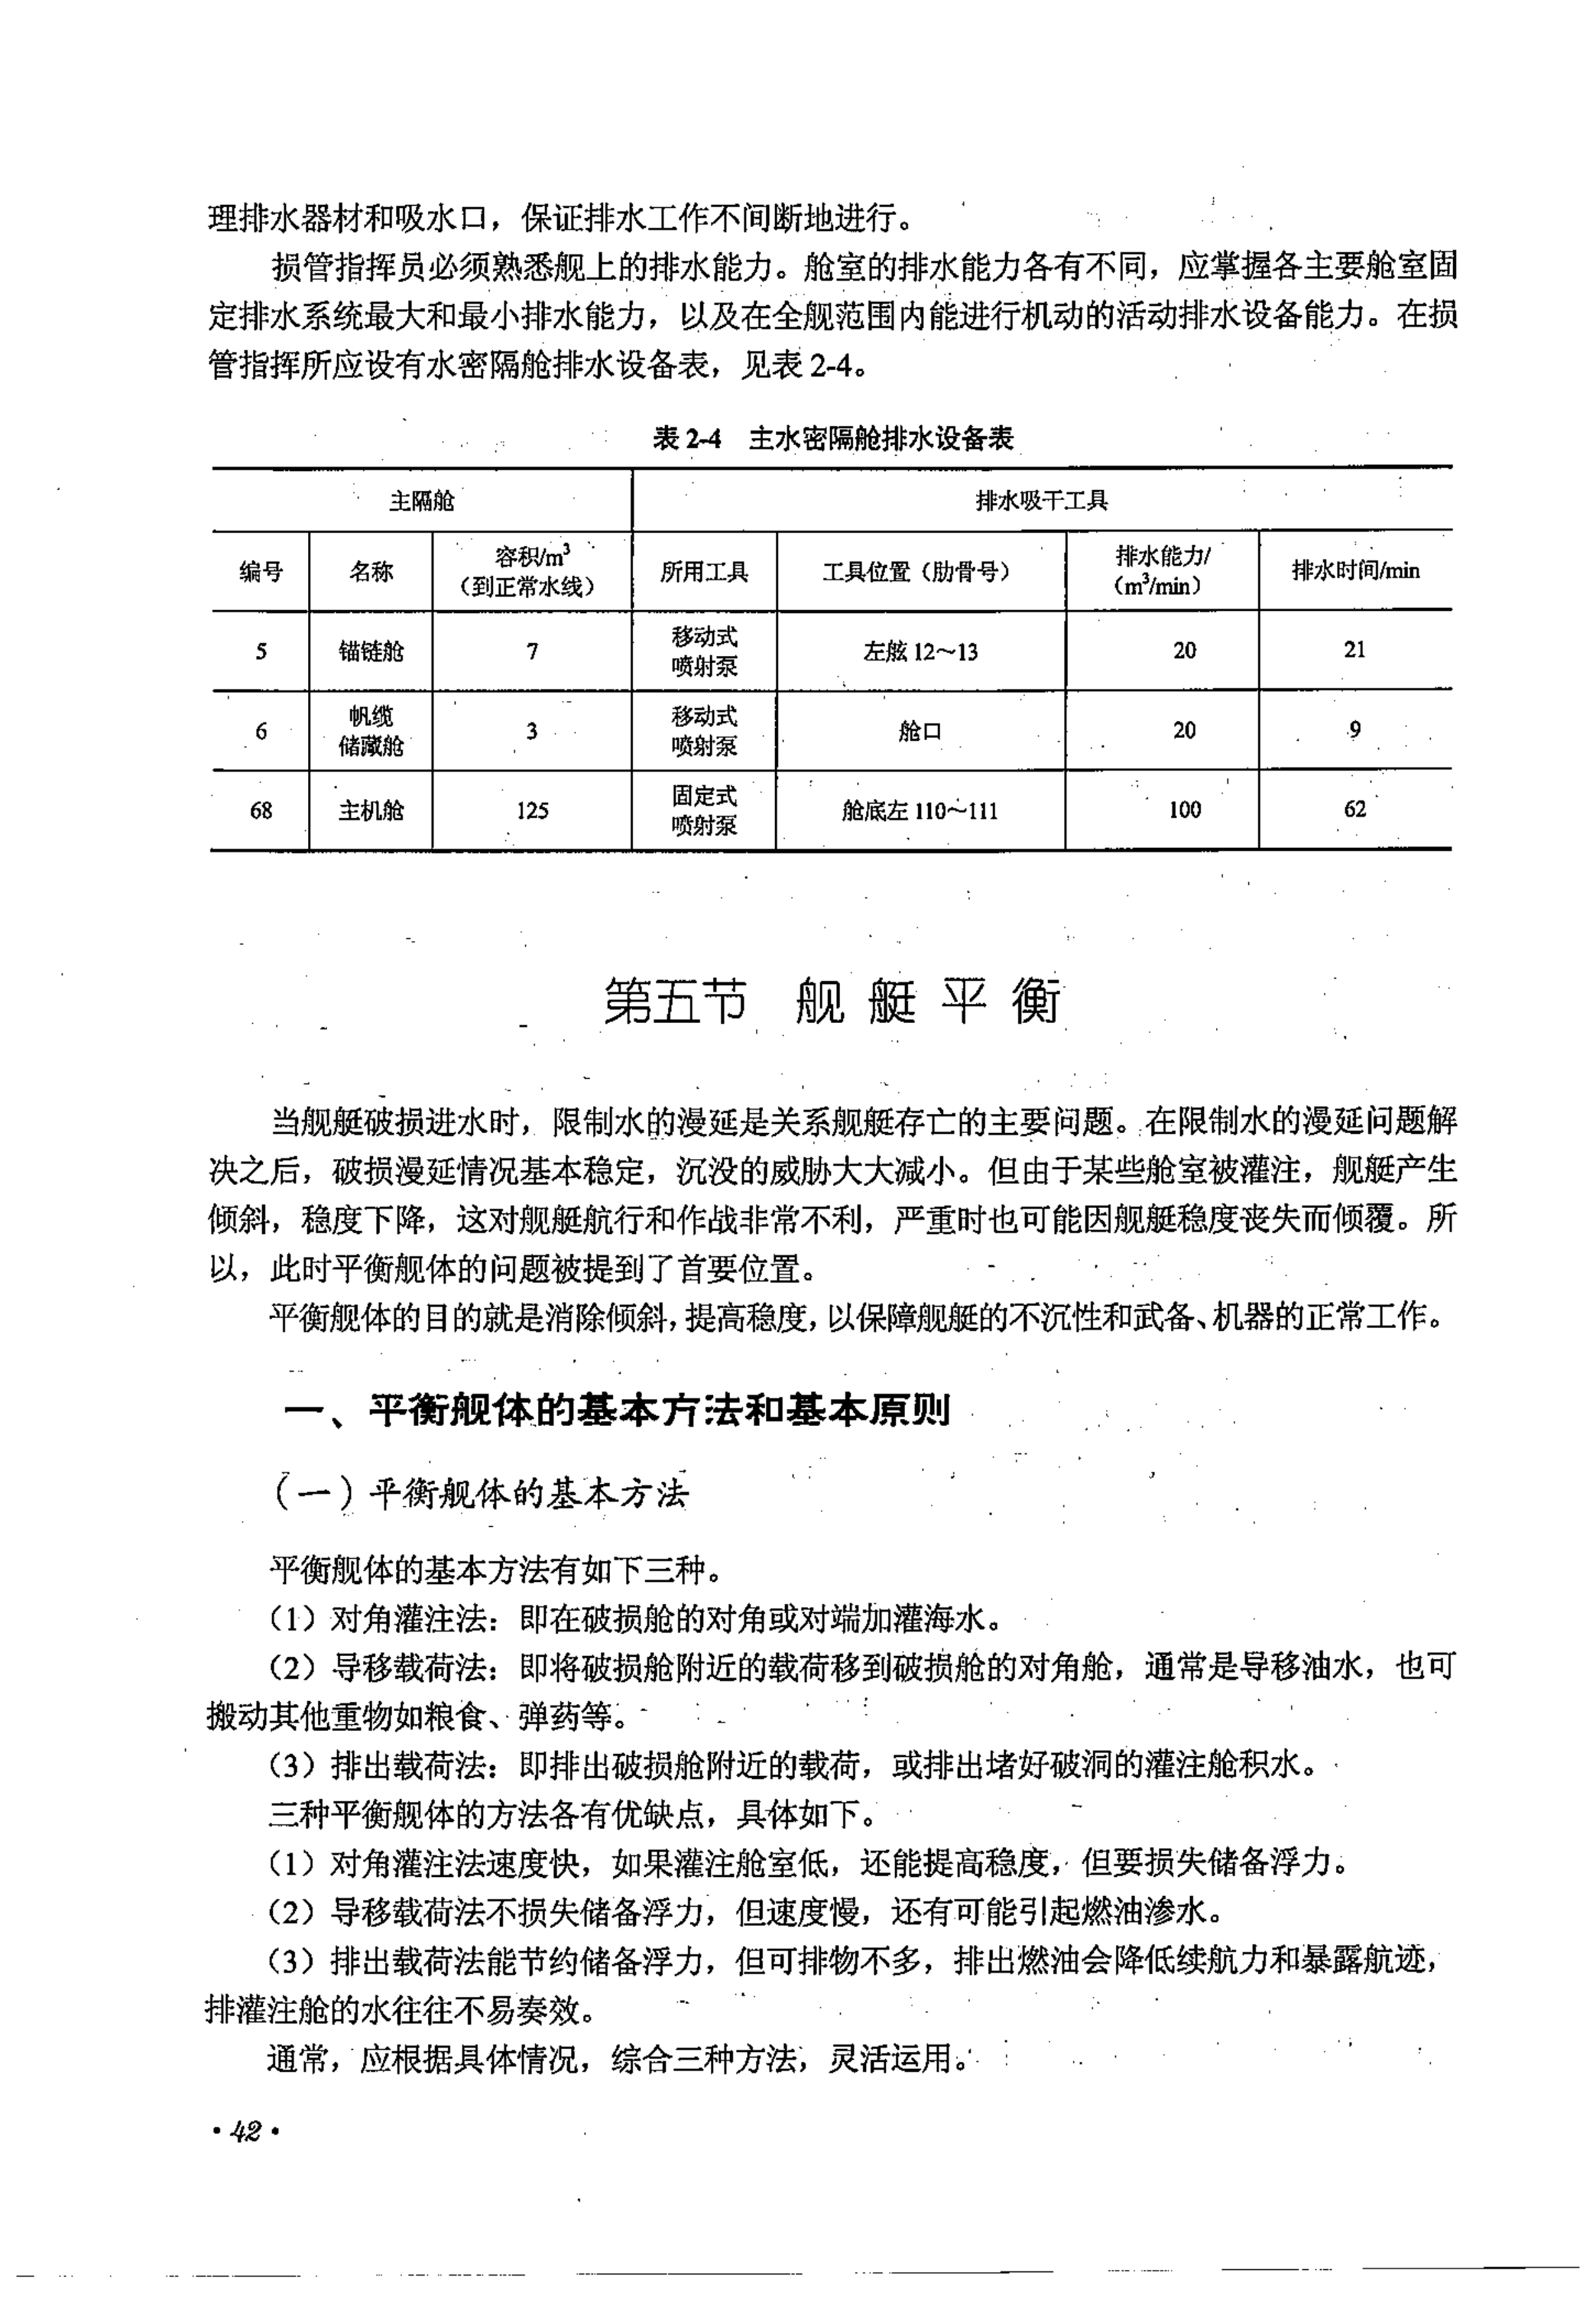 理排水器材和吸水口，保证排水工作不间断地进行。
损管指挥员必须熟悉舰上的排水能力。舱室的排水能力各有不同，应掌握各主要舱室固
定排水系统最大和最小排水能力，以及在全舰范围内能进行机动的活动排水设备能力。在损
管指挥所应设有水密隔舱排水设备表，见表 2-4。
表 2-4 主水密隔舱排水设备表
主隔舱 排水吸干工具
编号 名称 容积/m³（到正常水线） 所用工具 工具位置（肋骨号） 排水能力/（m³/min） 排水时间/min
5 锚链舱 7 移动式喷射泵 左舷 12～13 20 21
6 帆缆储藏舱 3 移动式喷射泵 舱口 20 9
68 主机舱 125 固定式喷射泵 舱底左 110～111 100 62
第五节 舰艇平衡
当舰艇破损进水时，限制水的漫延是关系舰艇存亡的主要问题。在限制水的漫延问题解
决之后，破损漫延情况基本稳定，沉没的威胁大大减小。但由于某些舱室被灌注，舰艇产生
倾斜，稳度下降，这对舰艇航行和作战非常不利，严重时也可能因舰艇稳度丧失而倾覆。所
以，此时平衡舰体的问题被提到了首要位置。
平衡舰体的目的就是消除倾斜，提高稳度，以保障舰艇的不沉性和武备、机器的正常工作。
一、平衡舰体的基本方法和基本原则
（一）平衡舰体的基本方法
平衡舰体的基本方法有如下三种。
（1）对角灌注法：即在破损舱的对角或对端加灌海水。
（2）导移载荷法：即将破损舱附近的载荷移到破损舱的对角舱，通常是导移油水，也可
搬动其他重物如粮食、弹药等。
（3）排出载荷法：即排出破损舱附近的载荷，或排出堵好破洞的灌注舱积水。
三种平衡舰体的方法各有优缺点，具体如下。
（1）对角灌注法速度快，如果灌注舱室低，还能提高稳度，但要损失储备浮力。
（2）导移载荷法不损失储备浮力，但速度慢，还有可能引起燃油渗水。
（3）排出载荷法能节约储备浮力，但可排物不多，排出燃油会降低续航力和暴露航迹，
排灌注舱的水往往不易奏效。
通常，应根据具体情况，综合三种方法，灵活运用。
·42·